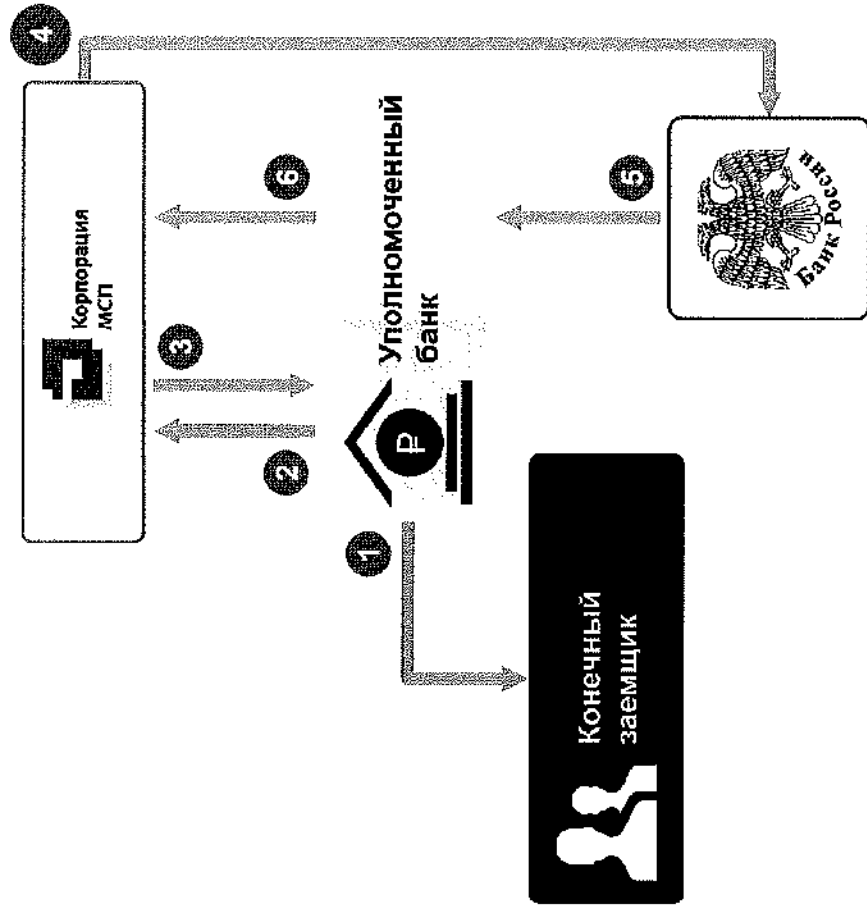 4
Корпорация
МСП
3
2
6
Уполномоченный
банк
₽
1
5
Банк России
Конечный
заемщик